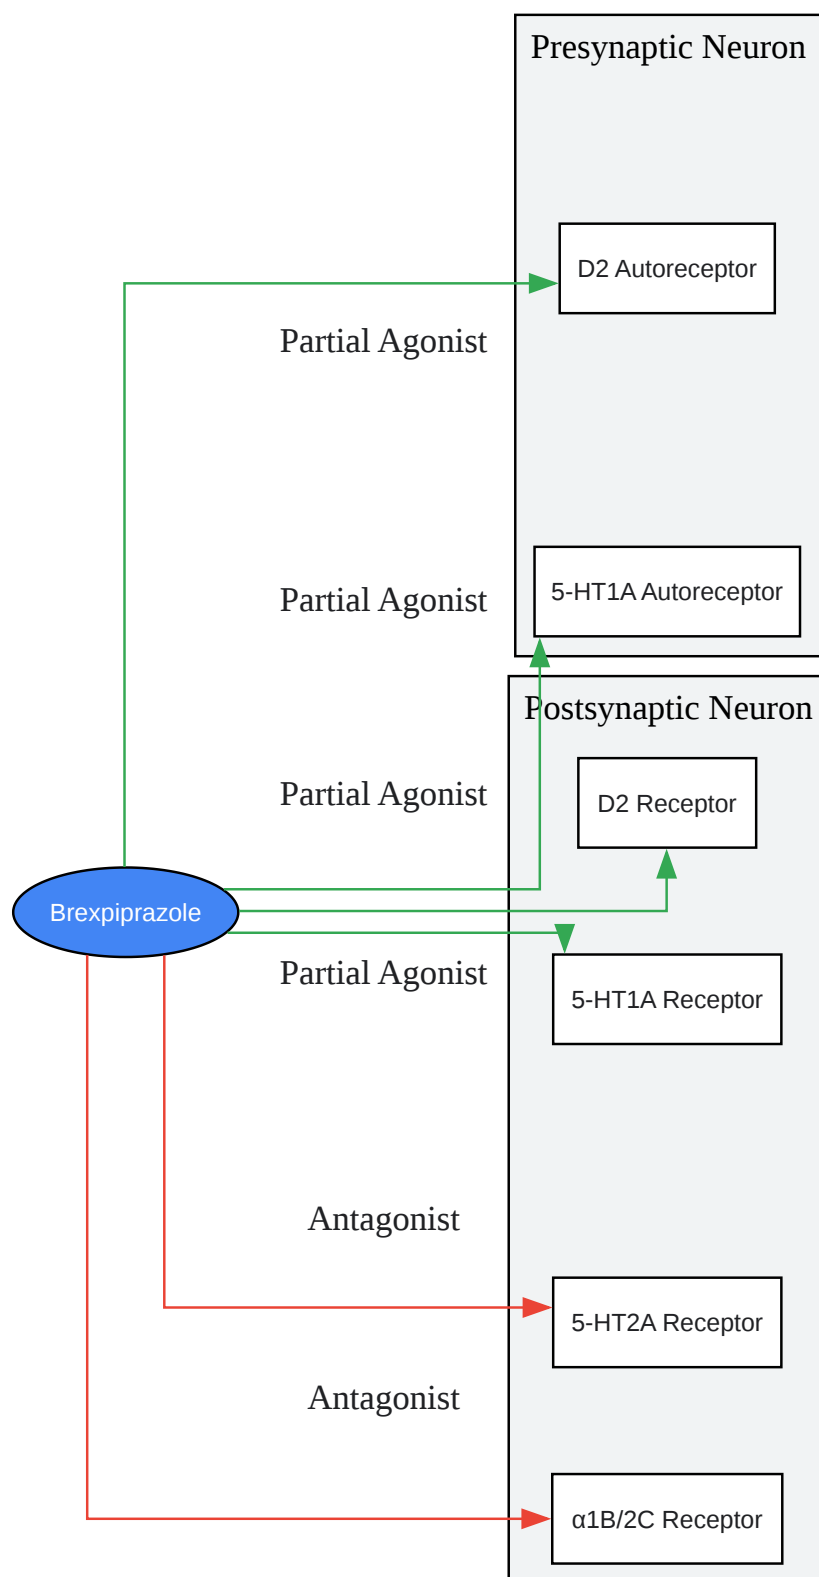 Presynaptic Neuron
D2 Autoreceptor
Partial Agonist
5-HT1A Autoreceptor
Partial Agonist
Postsynaptic Neuron
Partial Agonist
D2 Receptor
Brexpiprazole
Partial Agonist
5-HT1A Receptor
Antagonist
5-HT2A Receptor
Antagonist
α1B/2C Receptor